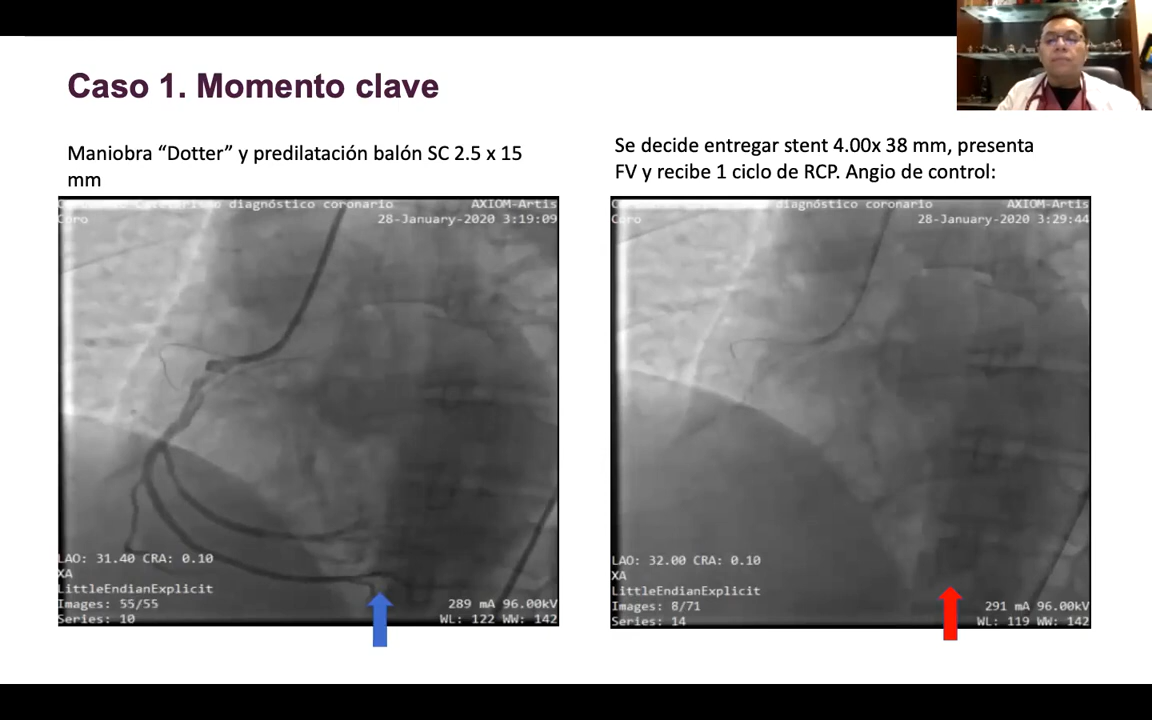 Caso 1. Momento clave
Maniobra “Dotter” y predilatación balón SC 2.5 x 15
mm
Se decide entregar stent 4.00x 38 mm, presenta
FV y recibe 1 ciclo de RCP. Angio de control:
diagnóstico coronario
AXIOM-Artis
Coro
28-January-2020 3:19:09
LAO: 31.40 CRA: 0.10
XA
LittleEndianExplicit
Images: 55/55
Series: 10
289 mA 96.00kV
WL: 122 WW: 142
diagnóstico coronario
AXIOM-Artis
Coro
28-January-2020 3:29:44
LAO: 32.00 CRA: 0.10
XA
LittleEndianExplicit
Images: 8/71
Series: 14
291 mA 96.00kV
WL: 119 WW: 142